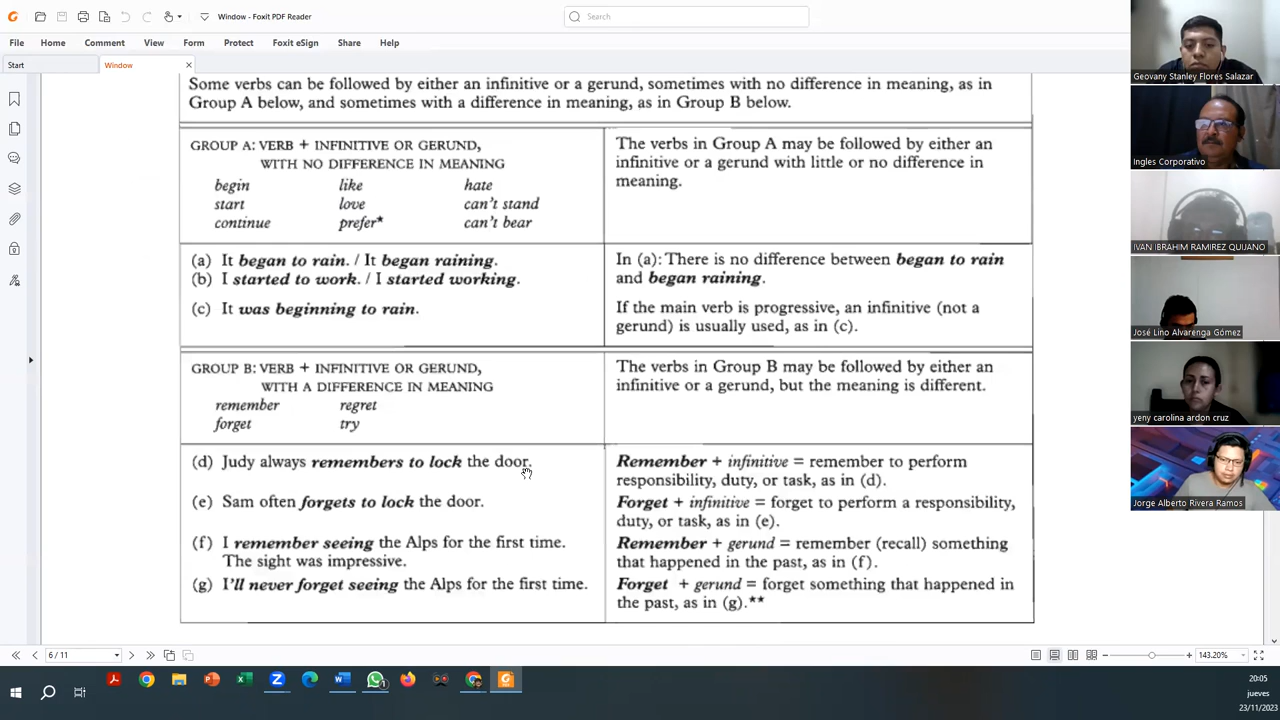 Window - Foxit PDF Reader
Search
File Home Comment View Form Protect Foxit eSign Share Help
Start
Window
Some verbs can be followed by either an infinitive or a gerund, sometimes with no difference in meaning, as in
Group A below, and sometimes with a difference in meaning, as in Group B below.
GROUP A: VERB + INFINITIVE OR GERUND,
WITH NO DIFFERENCE IN MEANING
begin like hate
start love can't stand
continue prefer* can't bear
The verbs in Group A may be followed by either an
infinitive or a gerund with little or no difference in
meaning.
(a) It began to rain. / It began raining.
(b) I started to work. / I started working.
(c) It was beginning to rain.
In (a): There is no difference between began to rain
and began raining.
If the main verb is progressive, an infinitive (not a
gerund) is usually used, as in (c).
GROUP B: VERB + INFINITIVE OR GERUND,
WITH A DIFFERENCE IN MEANING
remember regret
forget try
The verbs in Group B may be followed by either an
infinitive or a gerund, but the meaning is different.
(d) Judy always remembers to lock the door.
(e) Sam often forgets to lock the door.
(f) I remember seeing the Alps for the first time.
The sight was impressive.
(g) I'll never forget seeing the Alps for the first time.
Remember + infinitive = remember to perform
responsibility, duty, or task, as in (d).
Forget + infinitive = forget to perform a responsibility,
duty, or task, as in (e).
Remember + gerund = remember (recall) something
that happened in the past, as in (f).
Forget + gerund = forget something that happened in
the past, as in (g).**
Geovany Stanley Flores Salazar
Ingles Corporativo
IVAN IBRAHIM RAMIREZ QUIJANO
José Lino Alvarenga Gómez
yeny carolina ardon cruz
Jorge Alberto Rivera Ramos
6 / 11
143.20%
20:05
jueves
23/11/2023